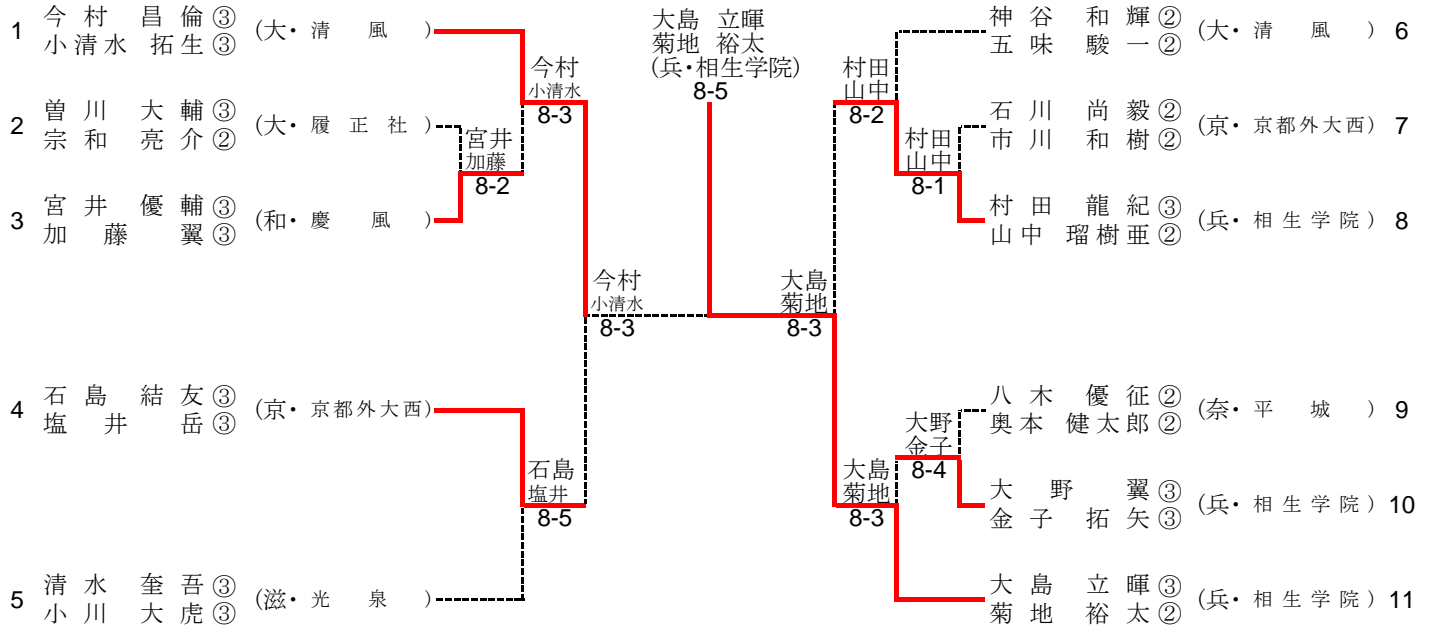 1 今村 昌倫③ (大・清風)
小清水 拓生③
2 曽川 大輔③ (大・履正社)
宗和 亮介②
3 宮井 優輔③ (和・慶風)
加藤 翼③
4 石島 結友③ (京・京都外大西)
塩井 岳③
5 清水 奎吾③ (滋・光泉)
小川 大虎③
宮井
加藤
8-2
今村
小清水
8-3
石島
塩井
8-5
今村
小清水
8-3
大島 立暉
菊地 裕太
(兵・相生学院)
8-5
大島
菊地
8-3
村田
山中
8-2
村田
山中
8-1
大島
菊地
8-3
大野
金子
8-4
神谷 和輝② (大・清風) 6
五味 駿一②
石川 尚毅② (京・京都外大西) 7
市川 和樹②
村田 龍紀③ (兵・相生学院) 8
山中 瑠樹亜②
八木 優征② (奈・平城) 9
奥本 健太郎②
大野 翼③ (兵・相生学院) 10
金子 拓矢③
大島 立暉③ (兵・相生学院) 11
菊地 裕太②